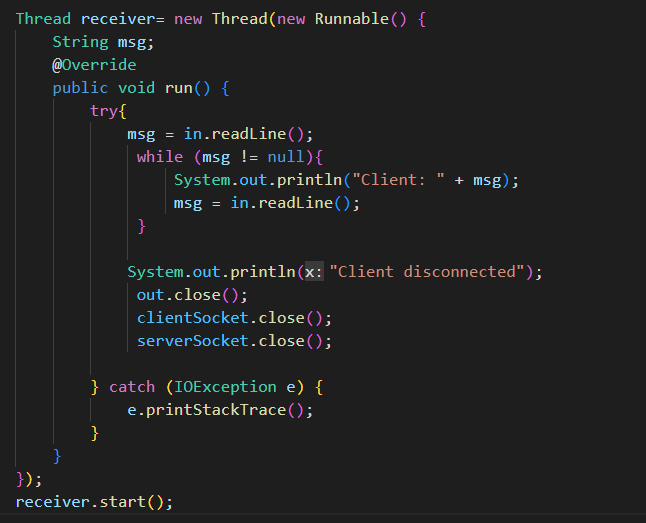 Thread receiver= new Thread(new Runnable() {
String msg;
@Override
public void run() {
try{
msg = in.readLine();
while (msg != null){
System.out.println("Client: " + msg);
msg = in.readLine();
}
System.out.println(x: "Client disconnected");
out.close();
clientSocket.close();
serverSocket.close();
} catch (IOException e) {
e.printStackTrace();
}
}
});
receiver.start();